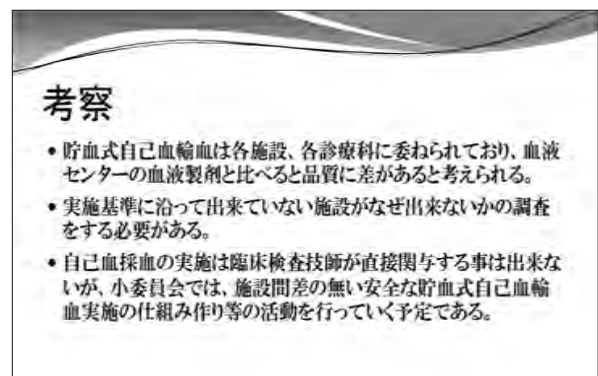 考察
• 貯血式自己血輸血は各施設、各診療科に委ねられており、血液
センターの血液製剤と比べると品質に差があると考えられる。
• 実施基準に沿って出来ていない施設がなぜ出来ないかの調査
をする必要がある。
• 自己血採血の実施は臨床検査技師が直接関与する事は出来な
いが、小委員会では、施設間差の無い安全な貯血式自己血輸
血実施の仕組み作り等の活動を行っていく予定である。